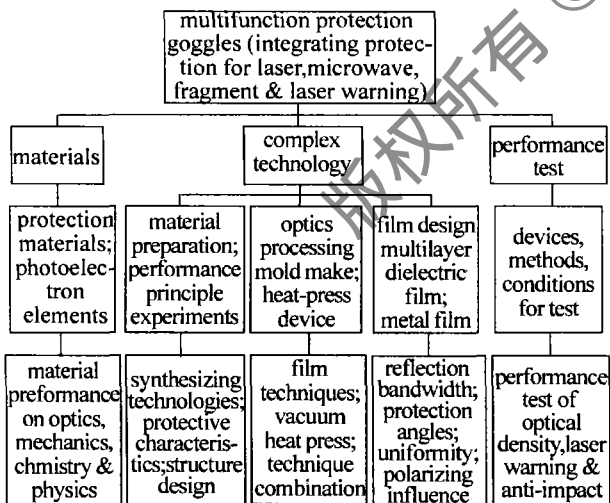 multifunction protection
goggles (integrating protec-
tion for laser,microwave,
fragment & laser warning)
materials
complex
technology
performance
test
protection
materials;
photoelec-
tron
elements
material
preparation;
performance
principle
experiments
optics
processing
mold make;
heat-press
device
film design
multilayer
dielectric
film;
metal film
devices,
methods,
conditions
for test
material
preformance
on optics,
mechanics,
chmistry &
physics
synthesizing
technologies;
protective
characteris-
tics;structure
design
film
techniques;
vacuum
heat press;
technique
combination
reflection
bandwidth;
protection
angles;
uniformity;
polarizing
influence
performance
test of
optical
density,laser
warning &
anti-impact
版权所有 ©